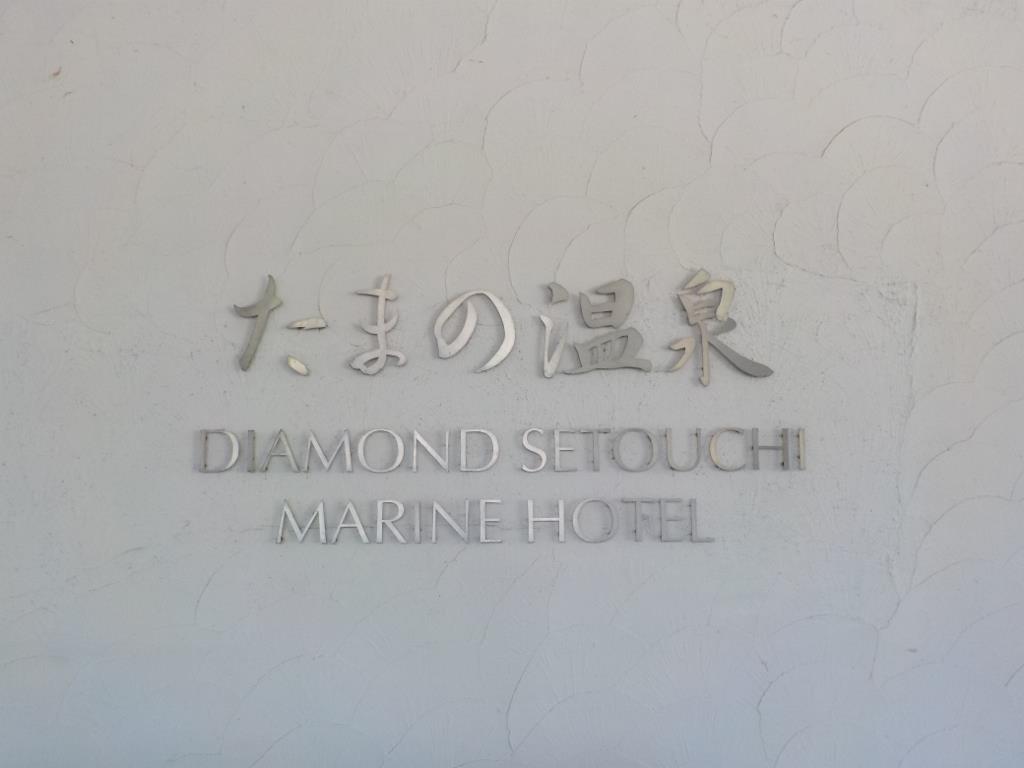 たまの温泉
DIAMOND SETOUCHI
MARINE HOTEL